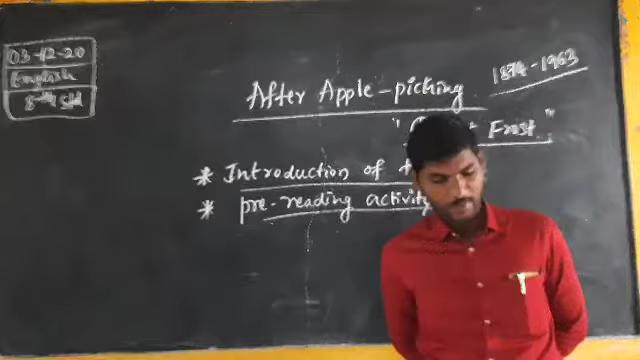 03-12-20
English
8th std
After Apple-picking
1874-1963
Frost"
* Introduction of
* pre-reading activity